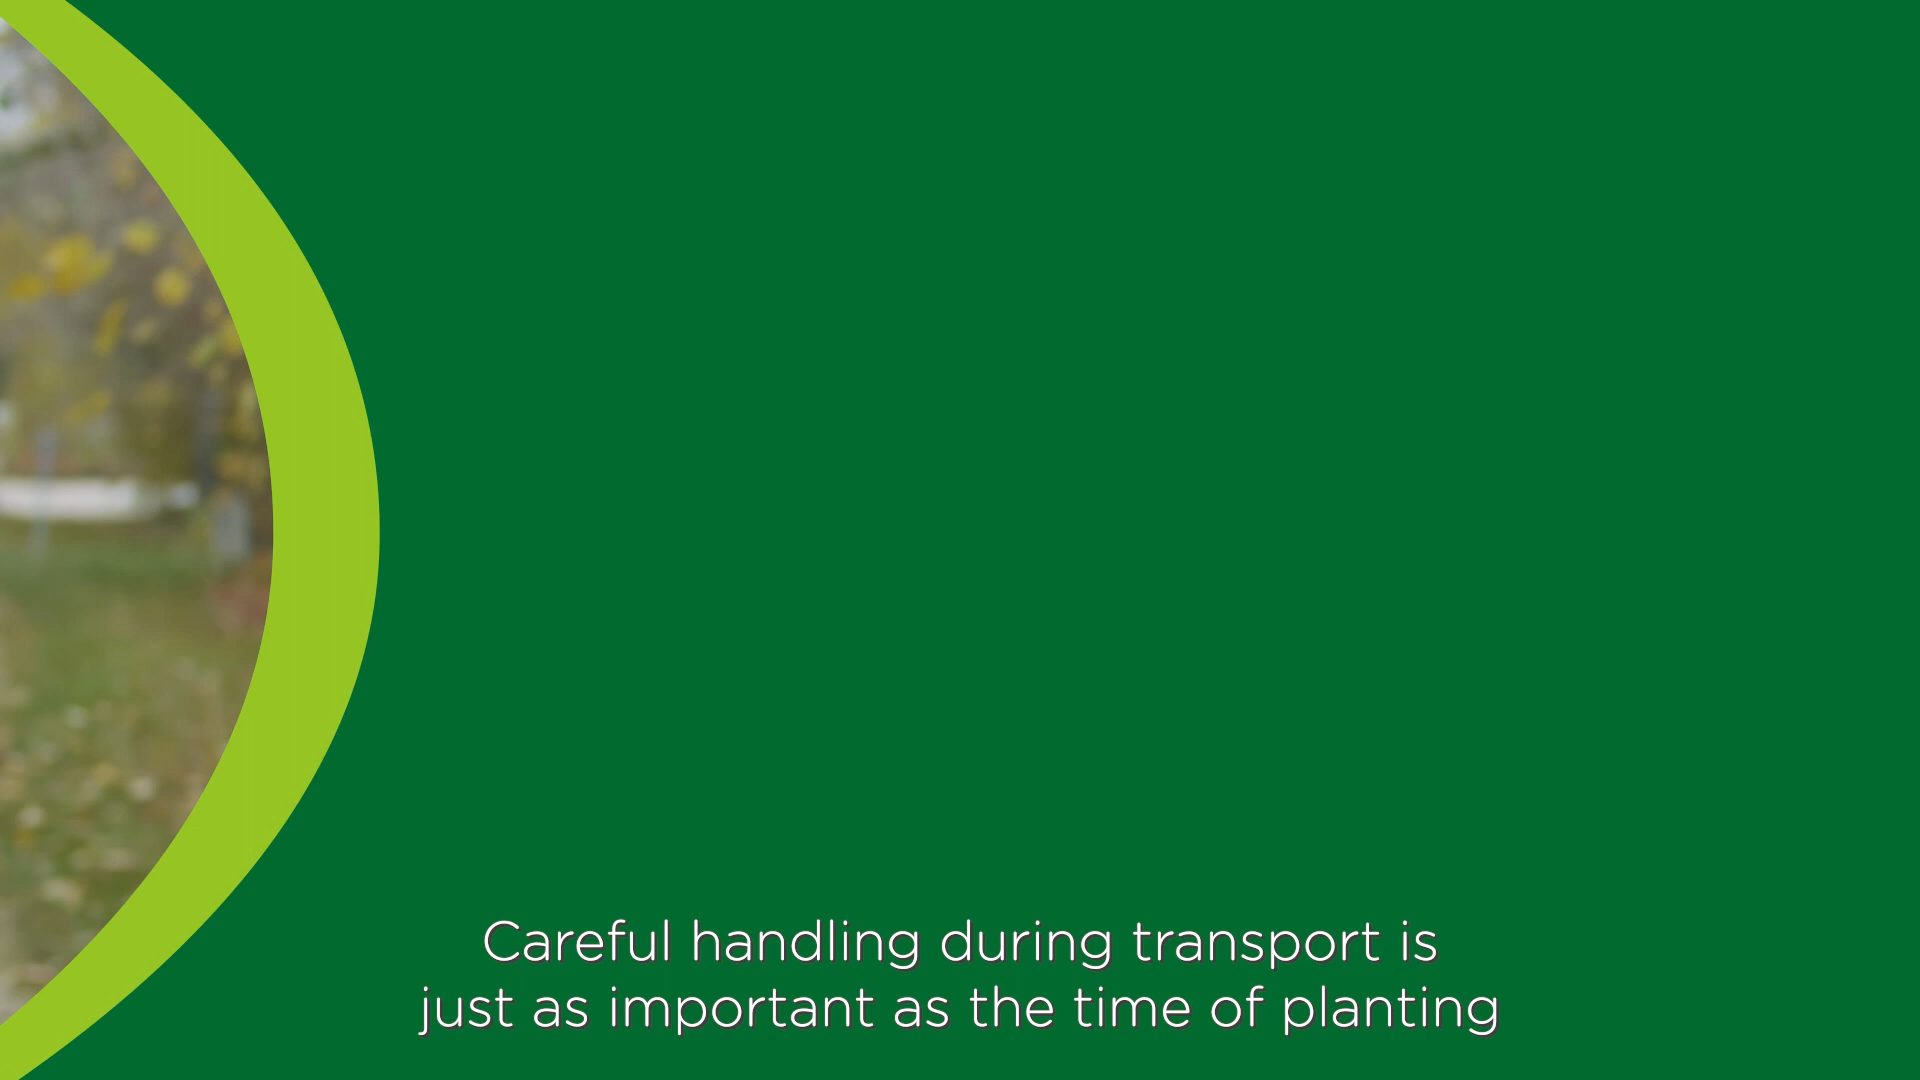 Careful handling during transport is
just as important as the time of planting